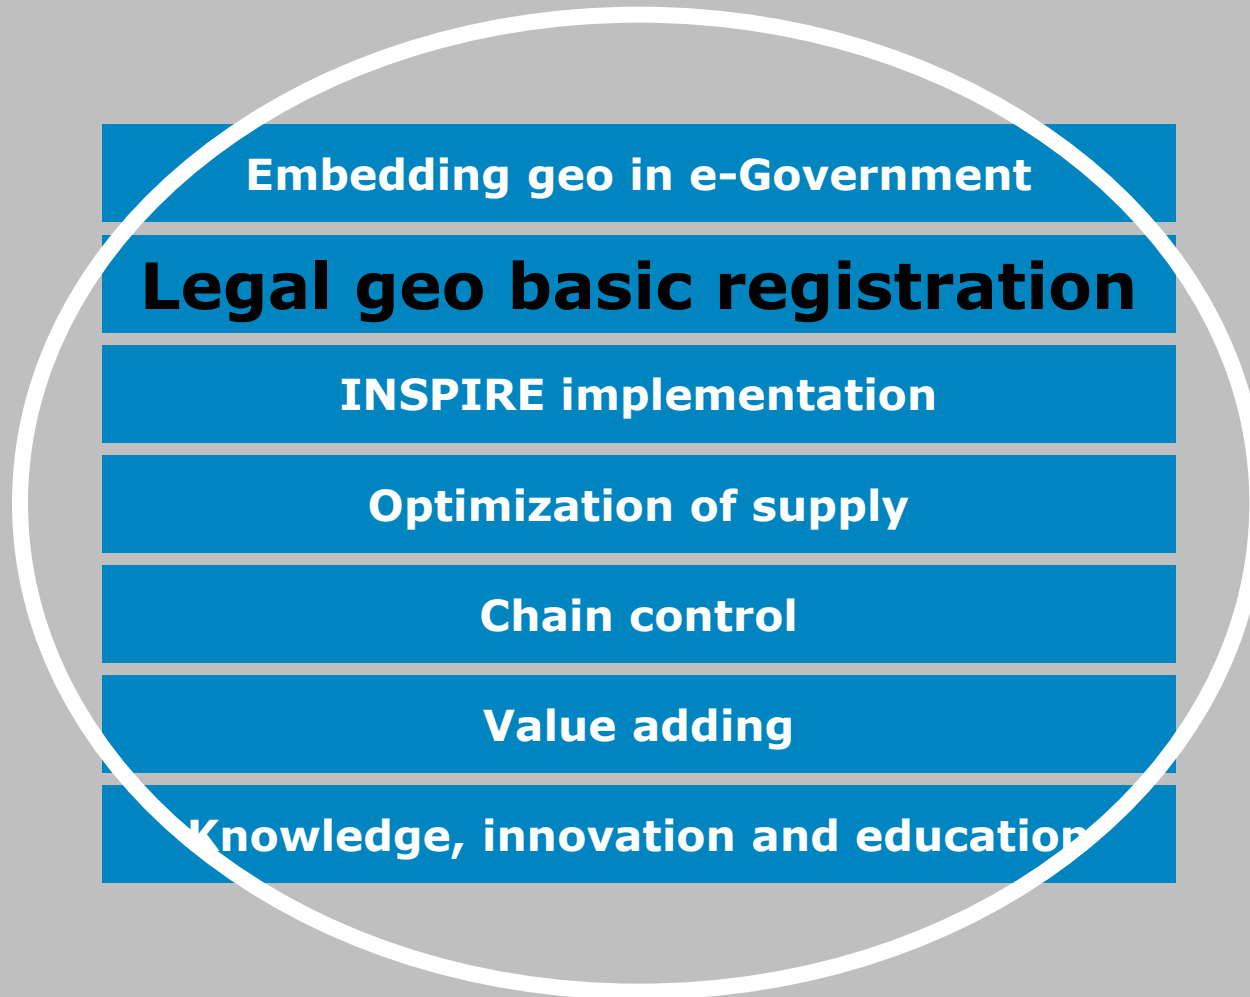 Embedding geo in e-Government
Legal geo basic registration
INSPIRE implementation
Optimization of supply
Chain control
Value adding
Knowledge, innovation and education